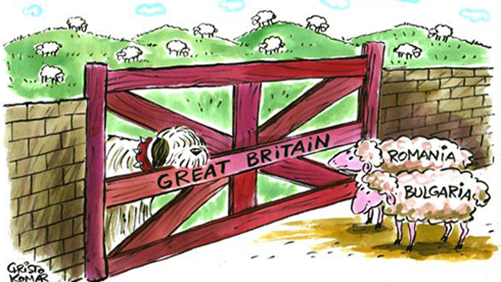 GREAT BRITAIN
ROMANIA
BULGARIA
CRISTO
KOMAR